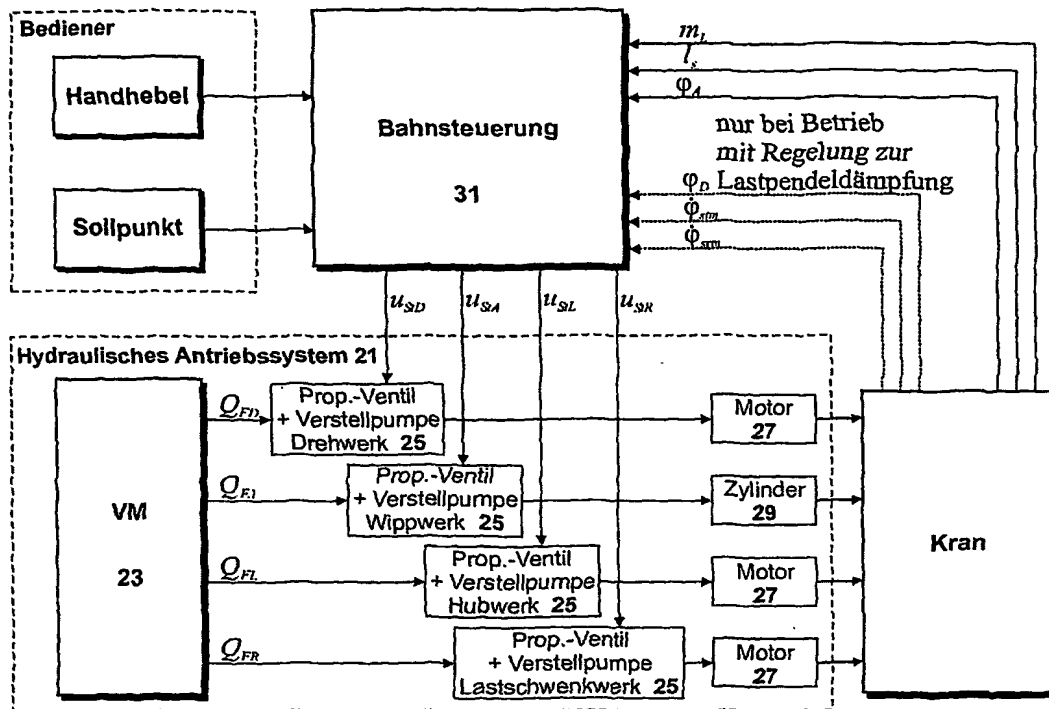 Bediener
Handhebel
Sollpunkt
Bahnsteuerung
31
m_L
l_s
φ_A
nur bei Betrieb
mit Regelung zur
φ_D Lastpendeldämpfung
φ̇_stm
φ̇_srm
u_StD
u_StA
u_StL
u_StR
Hydraulisches Antriebssystem 21
VM
23
Q_FD
Prop.-Ventil
+ Verstellpumpe
Drehwerk 25
Motor
27
Prop.-Ventil
+ Verstellpumpe
Wippwerk 25
Zylinder
29
Q_FL
Prop.-Ventil
+ Verstellpumpe
Hubwerk 25
Motor
27
Q_FR
Prop.-Ventil
+ Verstellpumpe
Lastschwenkwerk 25
Motor
27
Kran